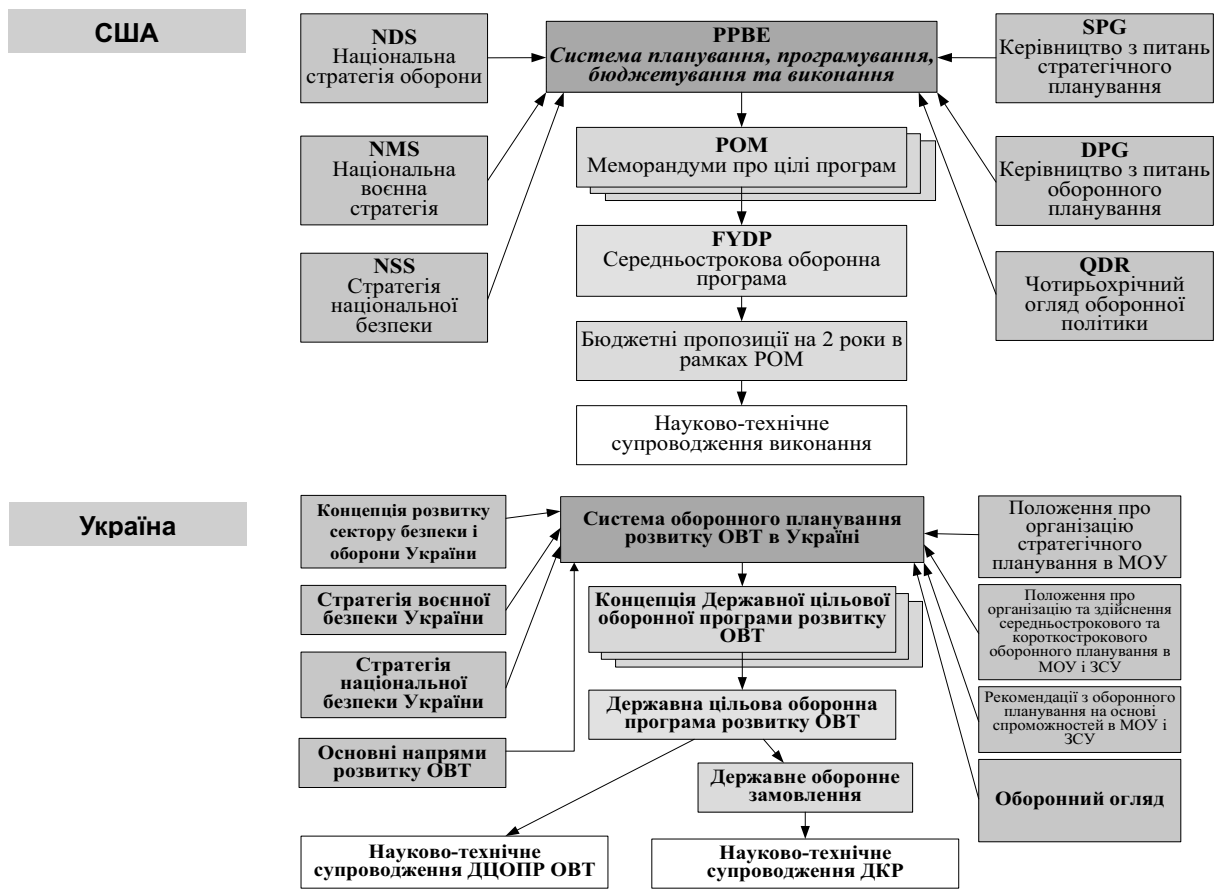 США
NDS
Національна
стратегія оборони
NMS
Національна
воєнна
стратегія
NSS
Стратегія
національної
безпеки
PPBE
Система планування, програмування,
бюджетування та виконання
POM
Меморандуми про цілі програм
FYDP
Середньострокова оборонна
програма
Бюджетні пропозиції на 2 роки в
рамках POM
Науково-технічне
супроводження виконання
SPG
Керівництво з питань
стратегічного
планування
DPG
Керівництво з питань
оборонного
планування
QDR
Чотирьохрічний
огляд оборонної
політики
Україна
Концепція розвитку
сектору безпеки і
оборони України
Стратегія воєнної
безпеки України
Стратегія
національної
безпеки України
Основні напрями
розвитку ОВТ
Система оборонного планування
розвитку ОВТ в Україні
Концепція Державної цільової
оборонної програми розвитку
ОВТ
Державна цільова оборонна
програма розвитку ОВТ
Державне оборонне
замовлення
Науково-технічне
супроводження ДЦОПР ОВТ
Науково-технічне
супроводження ДКР
Положення про
організацію
стратегічного
планування в МОУ
Положення про
організацію та здійснення
середньострокового та
короткострокового
оборонного планування в
МОУ і ЗСУ
Рекомендації з оборонного
планування на основі
спроможностей в МОУ і
ЗСУ
Оборонний огляд